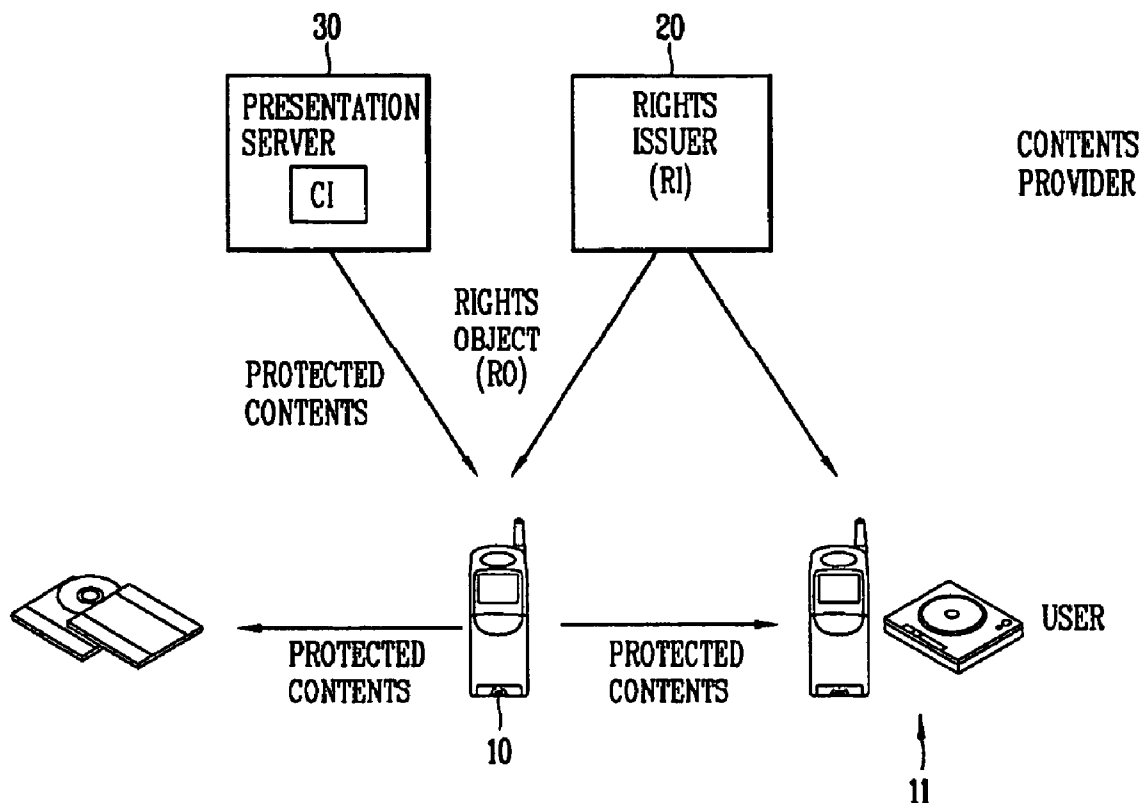 30
20
PRESENTATION
SERVER
CI
RIGHTS
ISSUER
(RI)
CONTENTS
PROVIDER
RIGHTS
OBJECT
(RO)
PROTECTED
CONTENTS
USER
PROTECTED
CONTENTS
PROTECTED
CONTENTS
10
11